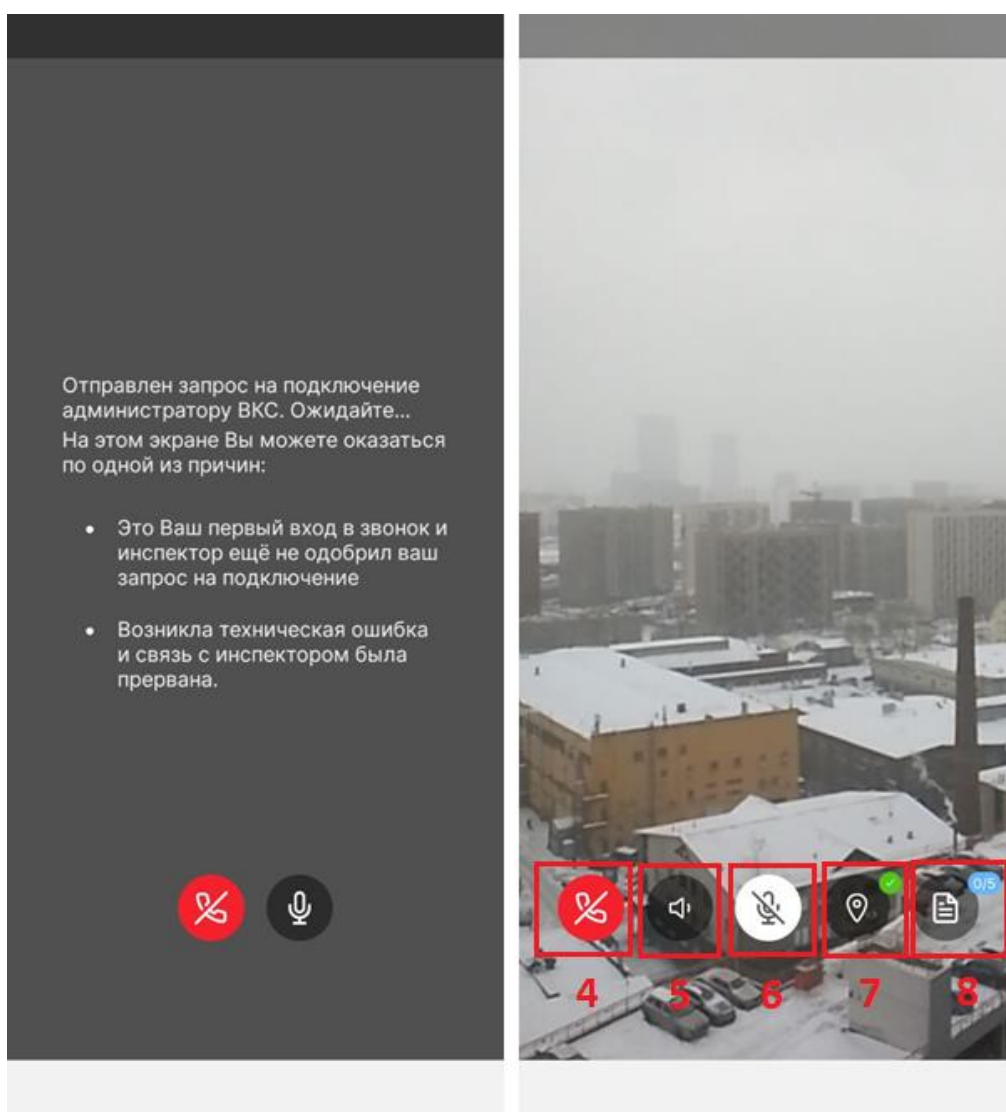 Отправлен запрос на подключение
администратору ВКС. Ожидайте...
На этом экране Вы можете оказаться
по одной из причин:
• Это Ваш первый вход в звонок и
инспектор ещё не одобрил ваш
запрос на подключение
• Возникла техническая ошибка
и связь с инспектором была
прервана.
0/5
4 5 6 7 8